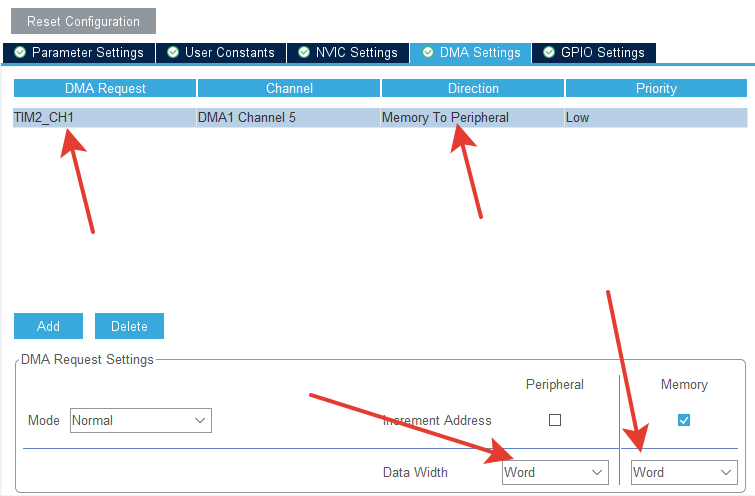 Reset Configuration
Parameter Settings User Constants NVIC Settings DMA Settings GPIO Settings
DMA Request Channel Direction Priority
TIM2_CH1 DMA1 Channel 5 Memory To Peripheral Low
Add Delete
DMA Request Settings
Peripheral Memory
Mode Normal Increment Address
Data Width Word Word